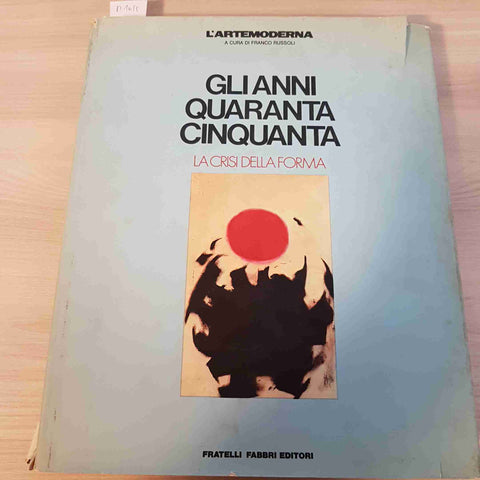 L'ARTEMODERNA
A CURA DI FRANCO RUSSOLI
GLI ANNI
QUARANTA
CINQUANTA
LA CRISI DELLA FORMA
FRATELLI FABBRI EDITORI